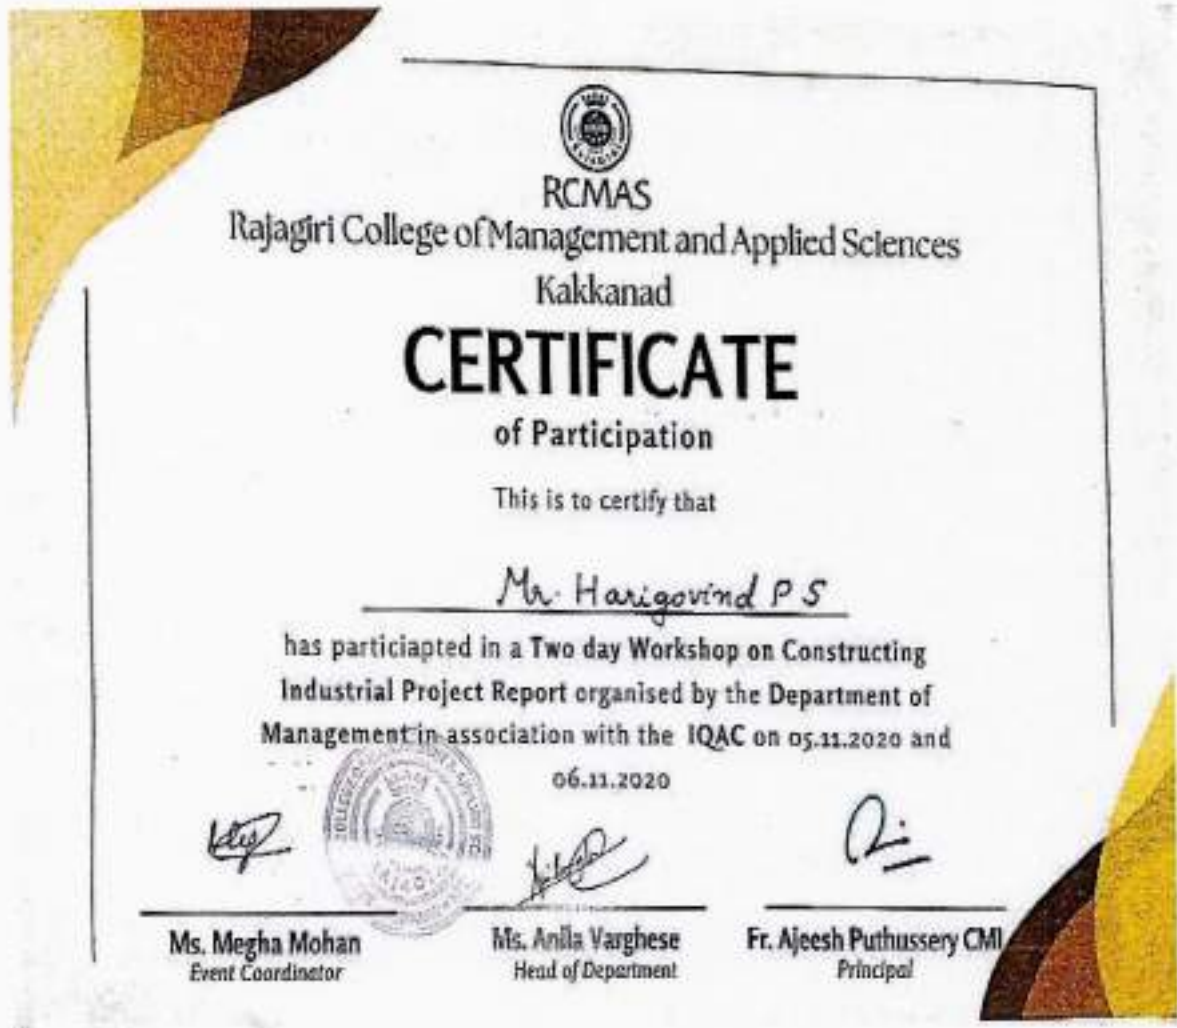 RCMAS
Rajagiri College of Management and Applied Sciences
Kakkanad
CERTIFICATE
of Participation
This is to certify that
Mr. Harigovind P S
has particiapted in a Two day Workshop on Constructing
Industrial Project Report organised by the Department of
Management in association with the IQAC on 05.11.2020 and
06.11.2020
Ms. Megha Mohan
Event Coordinator
Ms. Anila Varghese
Head of Department
Fr. Ajeesh Puthussery CMI
Principal